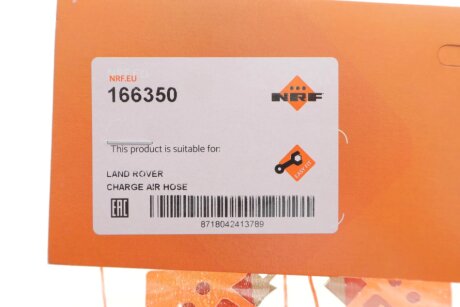 NRF.EU
166350
NRF
This product is suitable for:
EASY FIT
LAND ROVER
CHARGE AIR HOSE
EAC
8718042413789